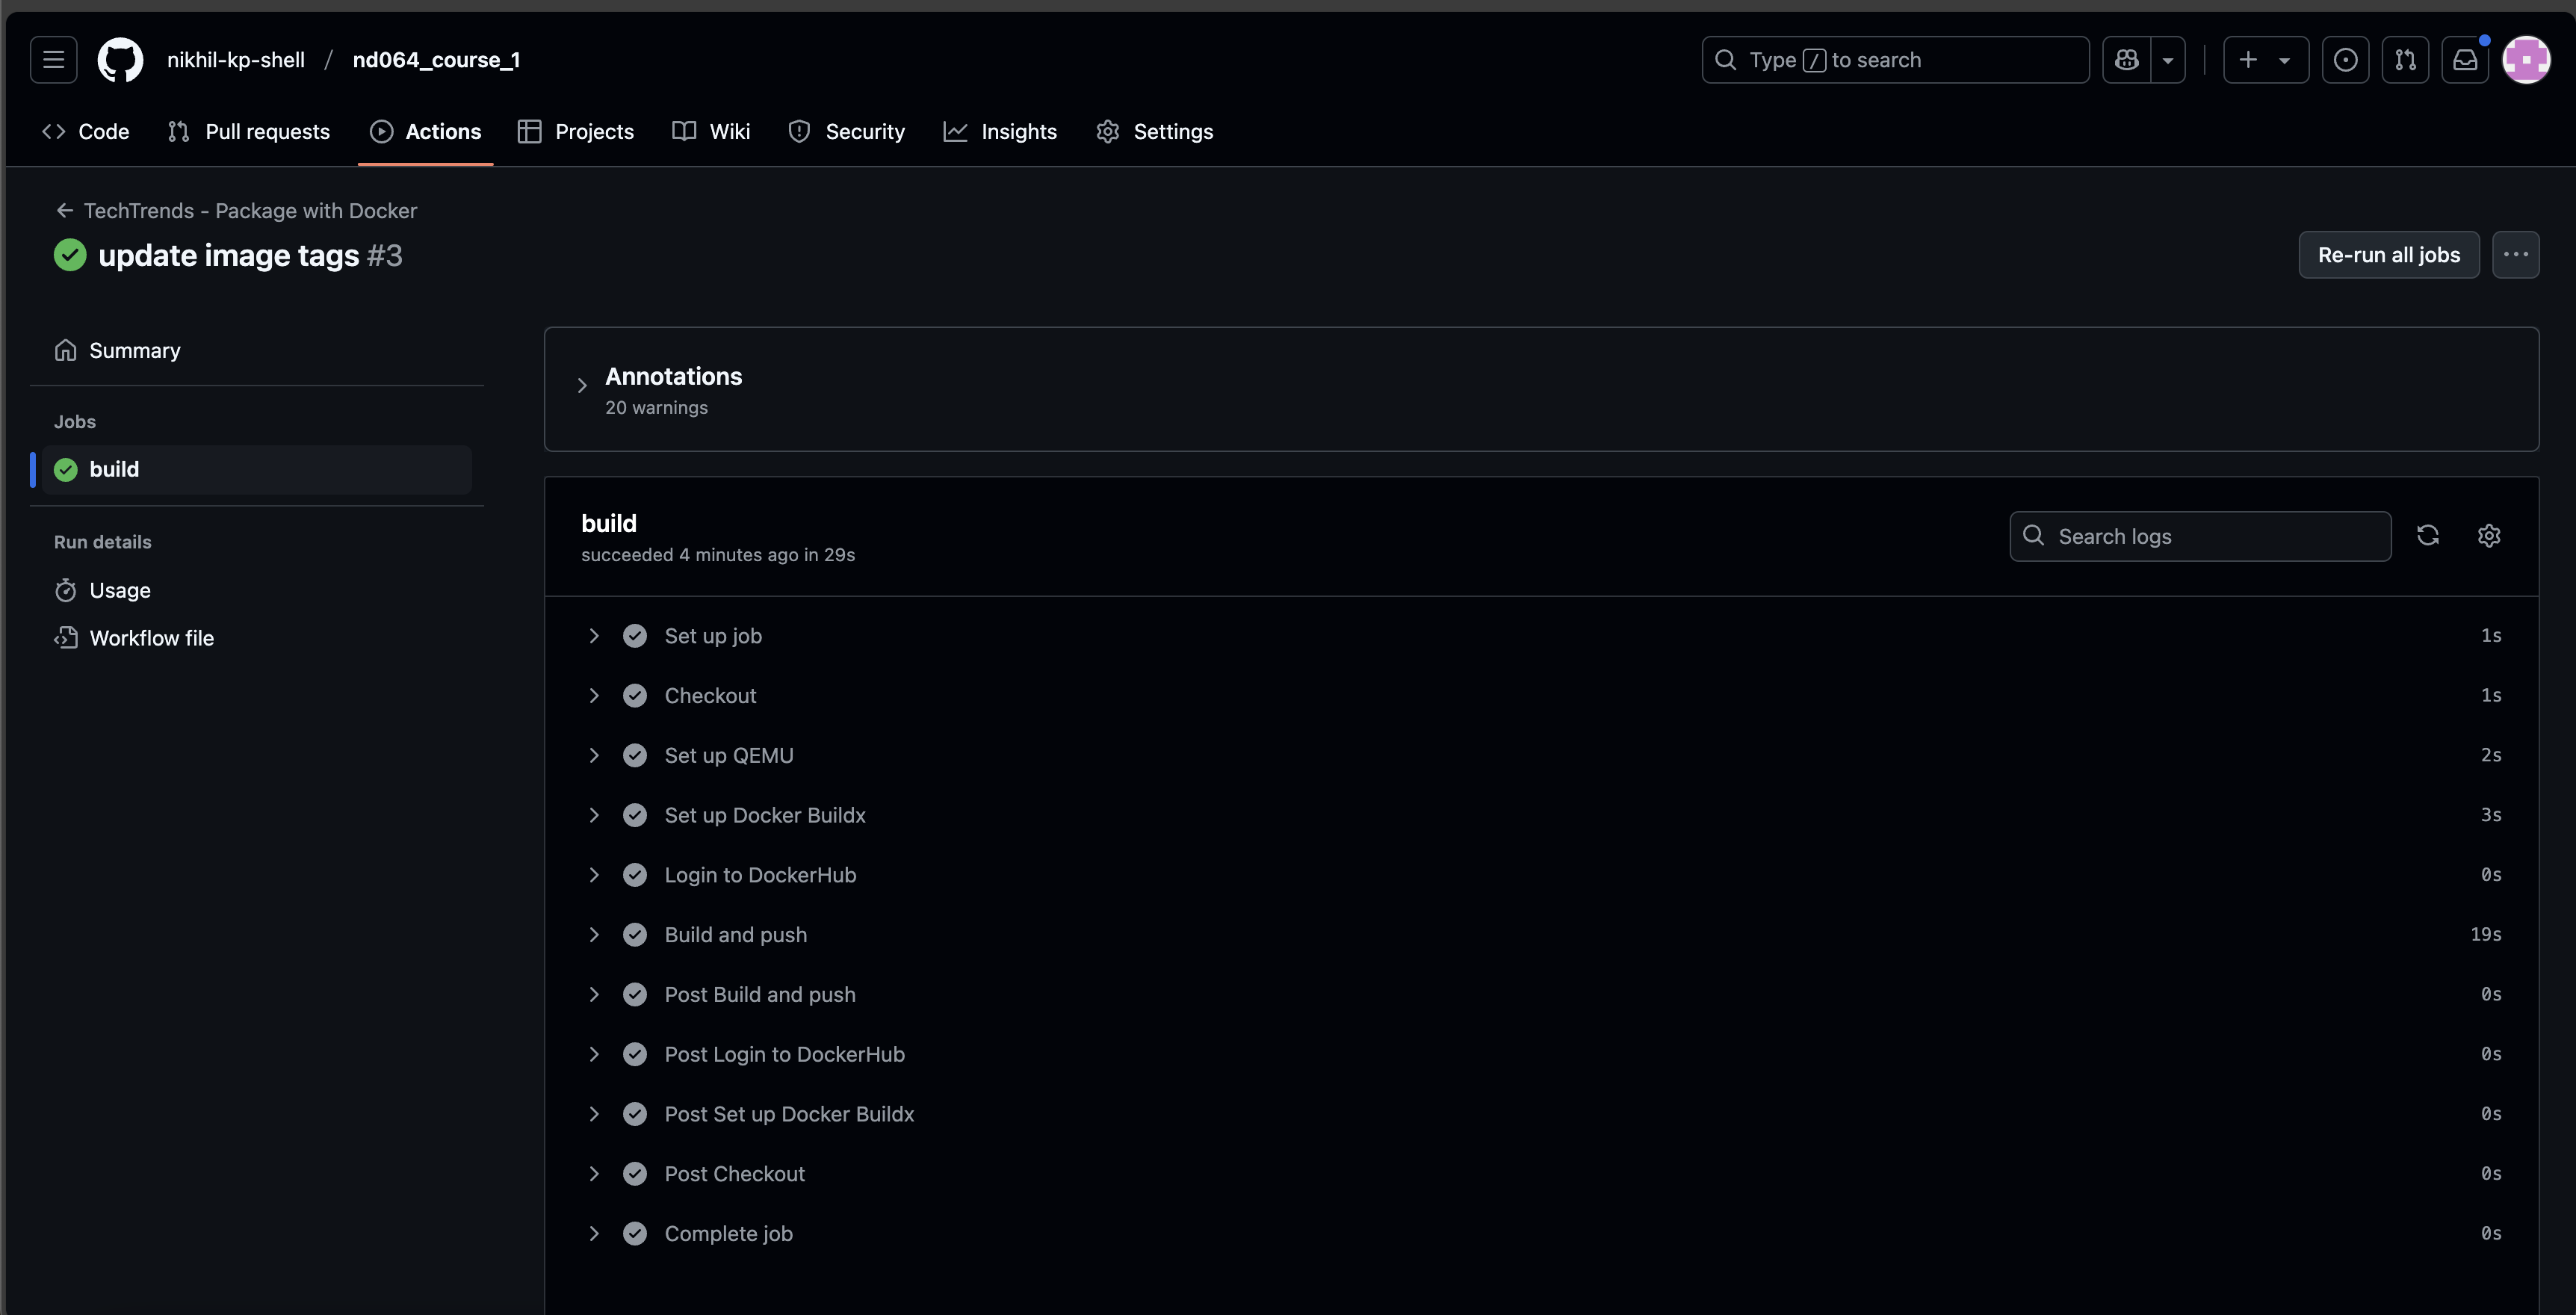 nikhil-kp-shell / nd064_course_1
Type / to search
Code Pull requests Actions Projects Wiki Security Insights Settings
TechTrends - Package with Docker
update image tags #3
Re-run all jobs
Summary
Jobs
build
Run details
Usage
Workflow file
Annotations
20 warnings
build
succeeded 4 minutes ago in 29s
Search logs
Set up job 1s
Checkout 1s
Set up QEMU 2s
Set up Docker Buildx 3s
Login to DockerHub 0s
Build and push 19s
Post Build and push 0s
Post Login to DockerHub 0s
Post Set up Docker Buildx 0s
Post Checkout 0s
Complete job 0s